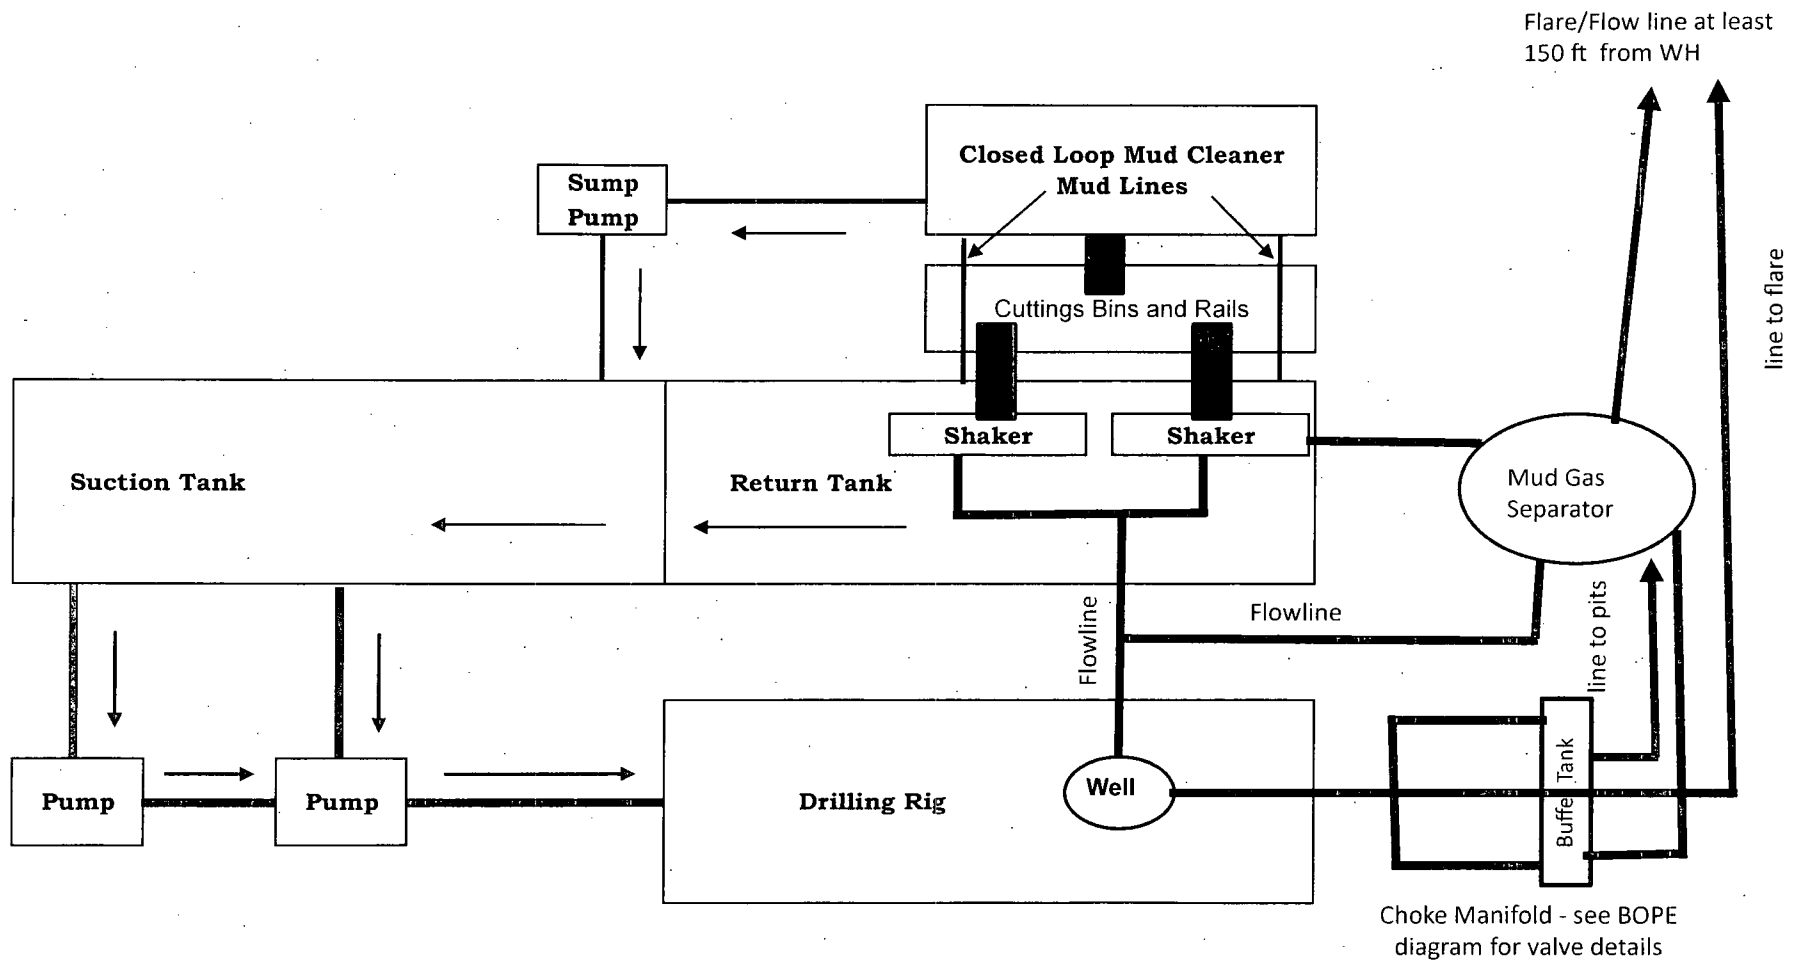 Flare/Flow line at least
150 ft from WH
Closed Loop Mud Cleaner
Mud Lines
Sump
Pump
line to flare
Cuttings Bins and Rails
Shaker
Shaker
Suction Tank
Return Tank
Mud Gas
Separator
Flowline
Flowline
line to pits
Pump
Pump
Drilling Rig
Well
Buffe Tank
Choke Manifold - see BOPE
diagram for valve details